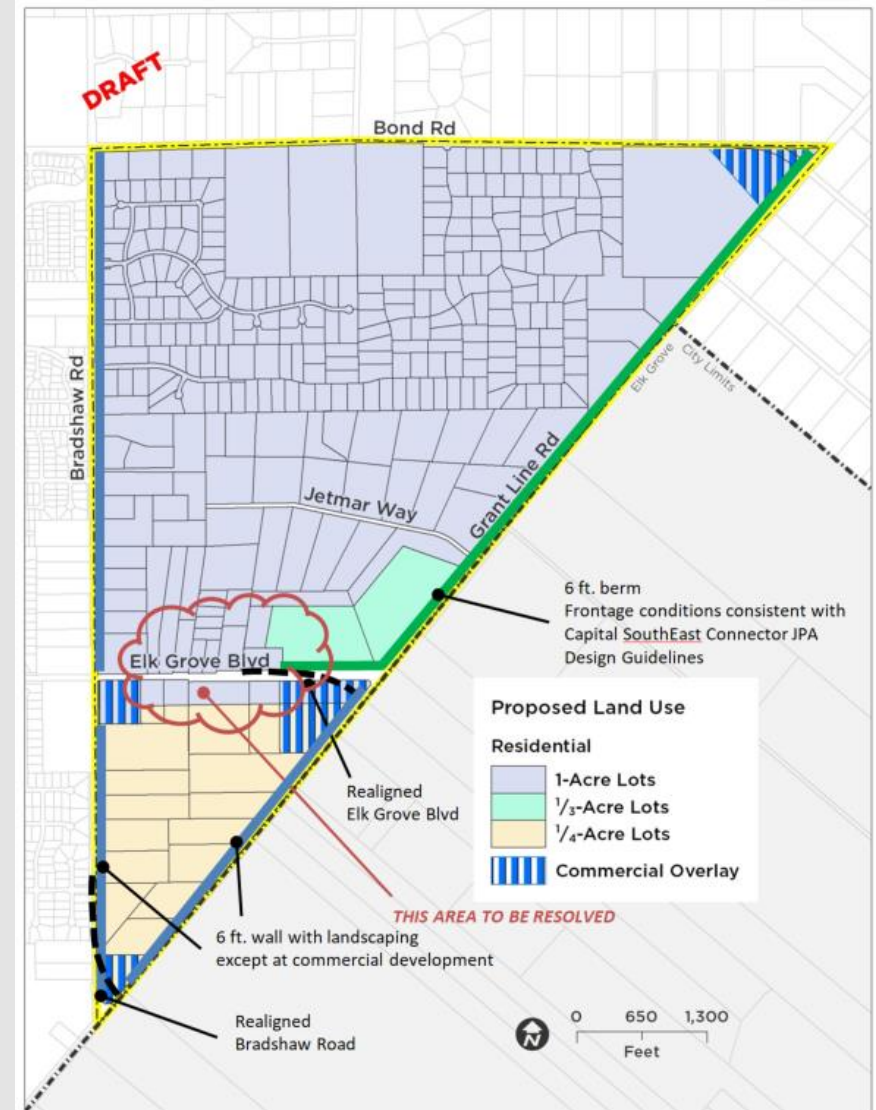 DRAFT
Bond Rd
Bradshaw Rd
Elk Grove
City Limits
Grant Line Rd
Jetmar Way
6 ft. berm
Frontage conditions consistent with
Capital SouthEast Connector JPA
Design Guidelines
Elk Grove Blvd
Proposed Land Use
Residential
1-Acre Lots
1/3-Acre Lots
1/4-Acre Lots
Commercial Overlay
Realigned
Elk Grove Blvd
THIS AREA TO BE RESOLVED
6 ft. wall with landscaping
except at commercial development
Realigned
Bradshaw Road
N
0 650 1,300
Feet